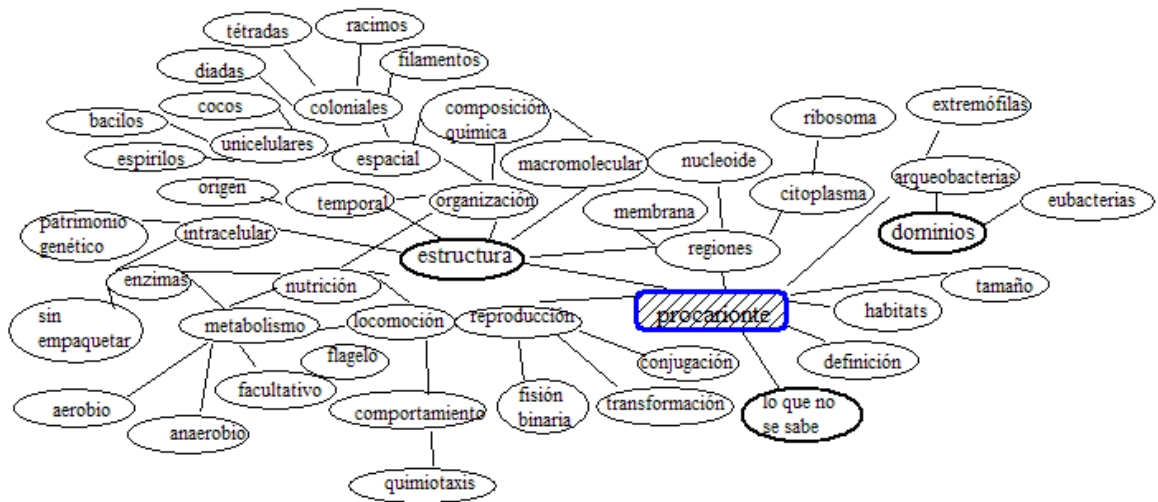 racimos
tétradas
filamentos
diadas
coloniales
cocos
composición
química
extremófilas
bacilos
unicelulares
ribosoma
espirilos
espacial
macromolecular
nucleoide
origen
temporal
organización
citoplasma
arqueobacterias
eubacterias
patrimonio
genético
intracelular
membrana
dominios
estructura
regiones
enzimas
nutrición
tamaño
sin
empaquetar
metabolismo
locomoción
reproducción
procarionte
habitats
flagelo
conjugación
definición
aerobio
facultativo
comportamiento
fisión
binaria
transformación
lo que no
se sabe
anaerobio
quimiotaxis